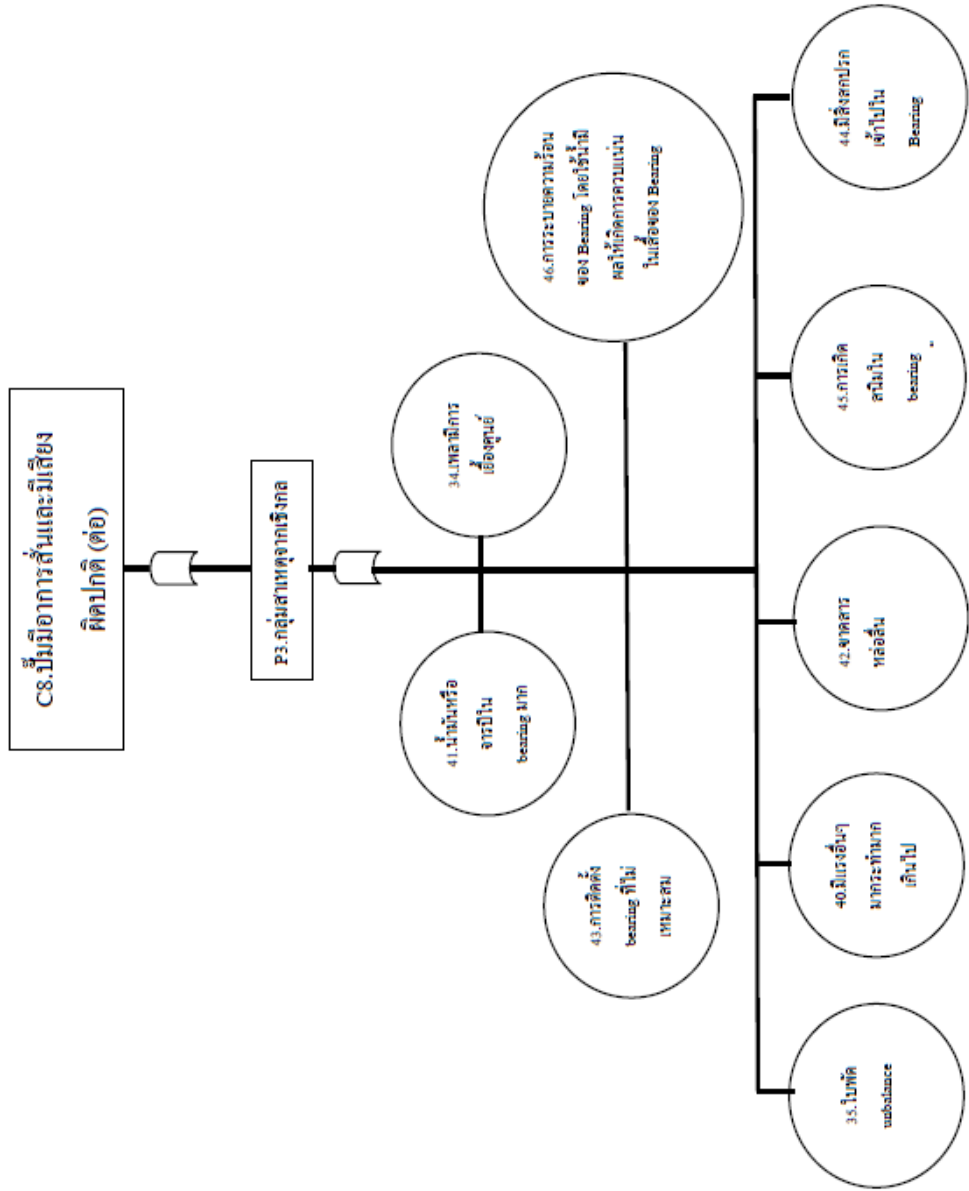 C8.ปั๊มมีอาการสั่นและมีเสียง
ผิดปกติ (ต่อ)
P3.กลุ่มสาเหตุจากเชิงกล
41.น้ำมันหรือ
จารบีใน
bearing มาก
34.เพลามีการ
เยื้องศูนย์
43.การติดตั้ง
bearing ที่ไม่
เหมาะสม
46.การระบายความร้อน
ของ Bearing โดยใช้น้ำมี
ผลให้เกิดการควบแน่น
ในเสื้อของ Bearing
35.ใบพัด
unbalance
40.มีแรงอื่นๆ
มากระทำมาก
เกินไป
42.ขาดสาร
หล่อลื่น
45.การเกิด
สนิมใน
bearing
44.มีสิ่งสกปรก
เข้าไปใน
Bearing